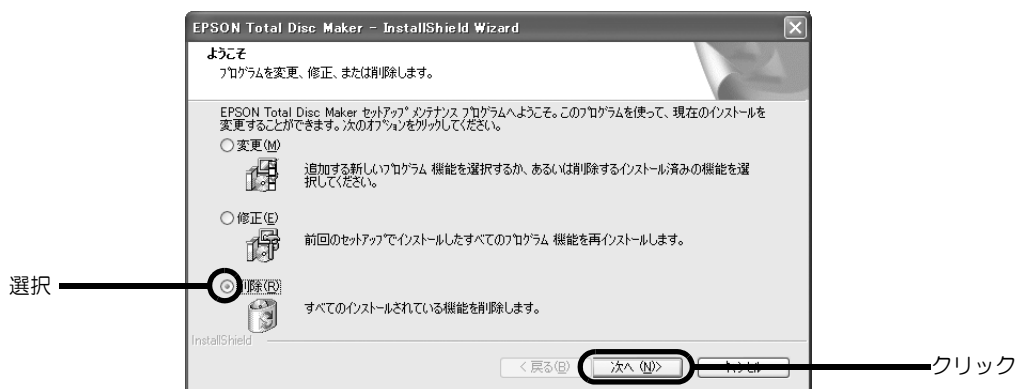 EPSON Total Disc Maker - InstallShield Wizard
ようこそ
プログラムを変更、修正、または削除します。
EPSON Total Disc Maker セットアップ メンテナンス プログラムへようこそ。このプログラムを使って、現在のインストールを
変更することができます。次のオプションをクリックしてください。
変更(M)
追加する新しいプログラム 機能を選択するか、あるいは削除するインストール済みの機能を選
択してください。
修正(E)
前回のセットアップでインストールしたすべてのプログラム 機能を再インストールします。
選択
削除(R)
すべてのインストールされている機能を削除します。
InstallShield
< 戻る(B)
次へ (N)>
キャンセル
クリック